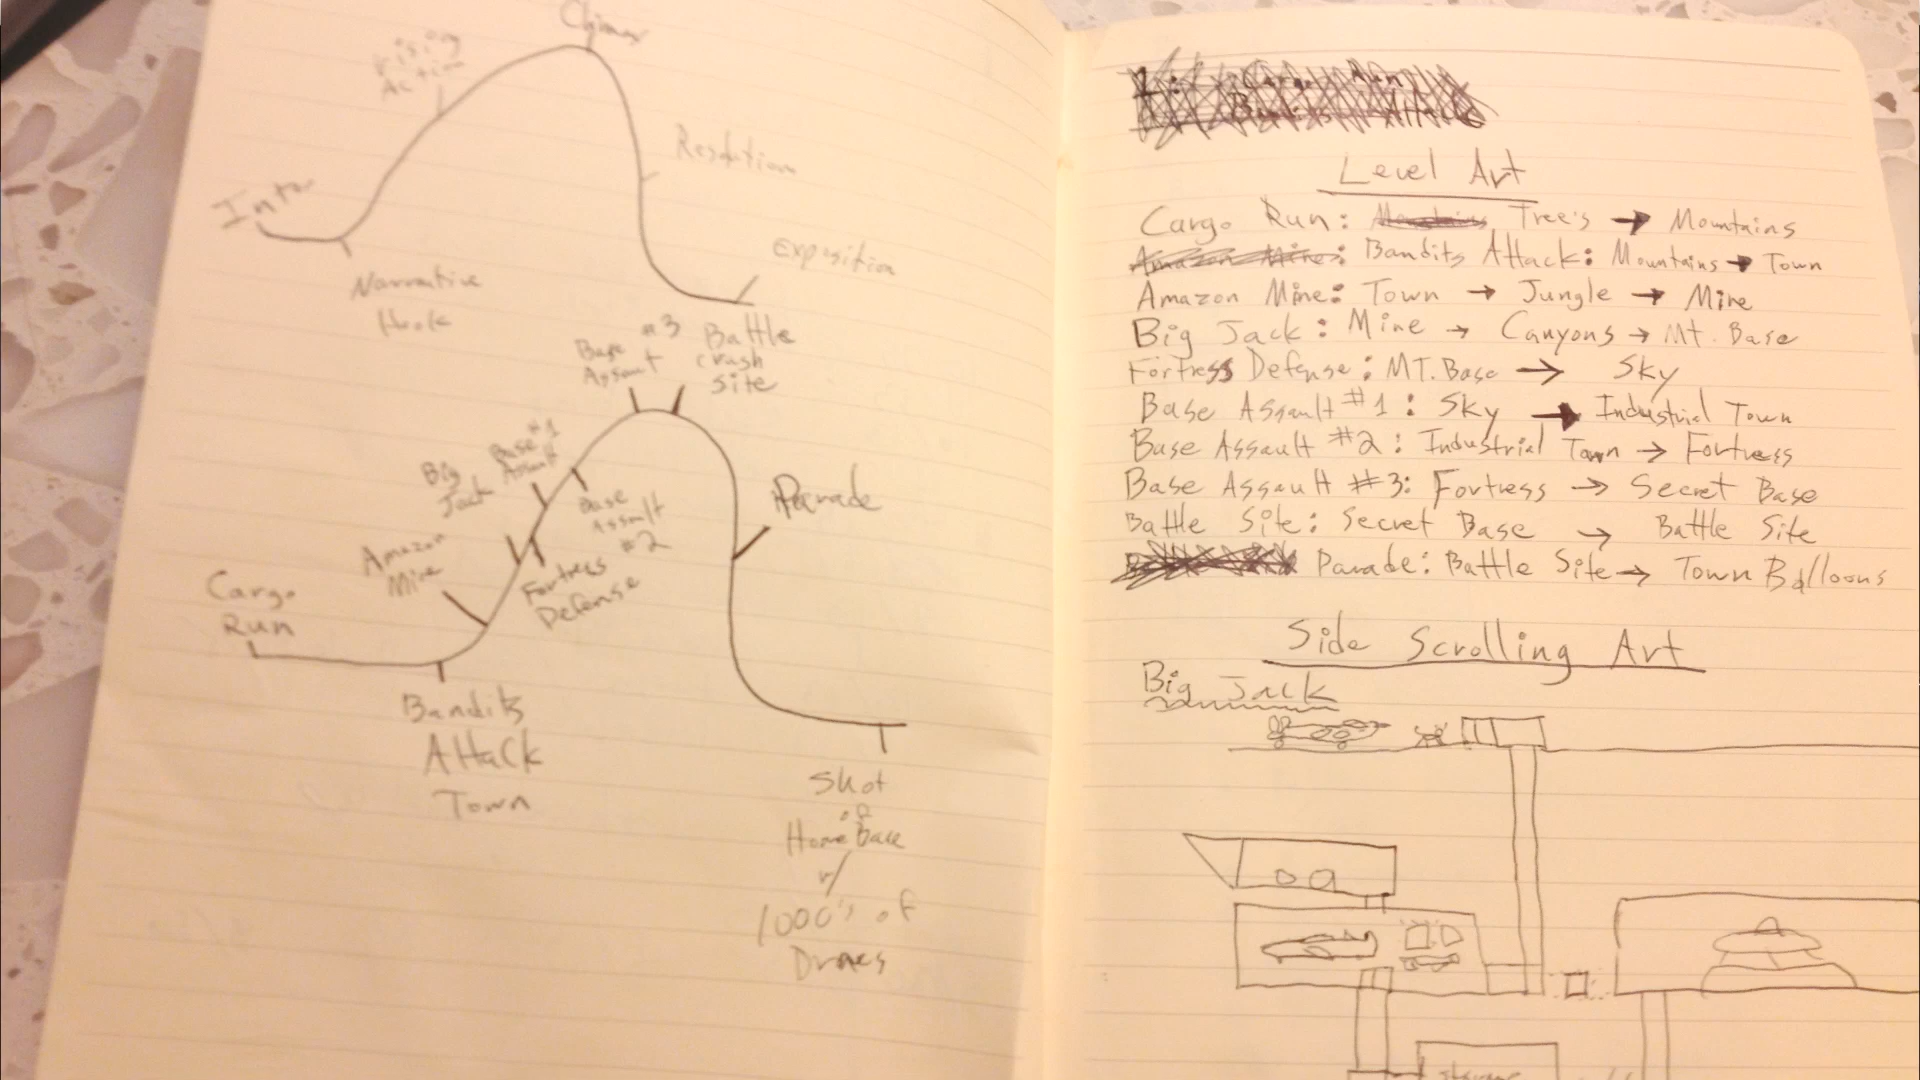 Climax
Rising
Action
Resolution
Intro
Exposition
Narrative
Hook
#3
Base
Assault
Battle
crash
site
#1
Base
Assault
Big
Jack
Base
Assault
#2
Parade
Amazon
Mine
Fortress
Defense
Cargo
Run
Bandits
Attack
Town
Shot
of
Home Base
w/
1000's of
Drones
Level Art
Cargo Run: Mountains Tree's → Mountains
Amazon Mines: Bandits Attack: Mountains → Town
Amazon Mine: Town → Jungle → Mine
Big Jack: Mine → Canyons → Mt. Base
Fortress Defense: MT. Base → Sky
Base Assault #1: Sky → Industrial Town
Base Assault #2: Industrial Town → Fortress
Base Assault #3: Fortress → Secret Base
Battle Site: Secret Base → Battle Site
Parade: Battle Site → Town Balloons
Side Scrolling Art
Big Jack
storage